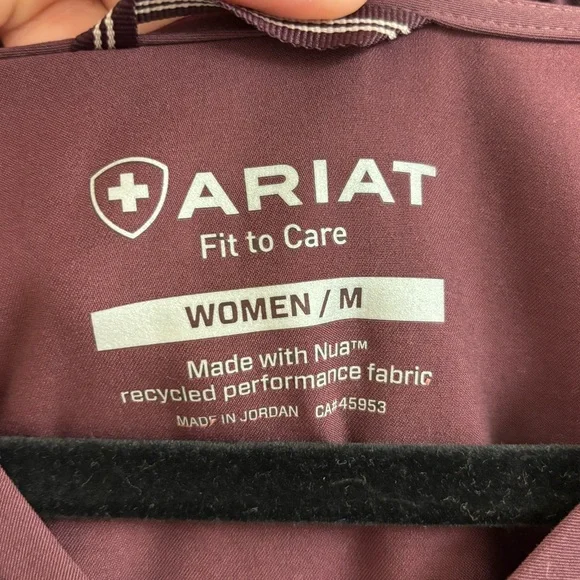 ARIAT
Fit to Care
WOMEN / M
Made with Nua™
recycled performance fabric
MADE IN JORDAN CA#45953